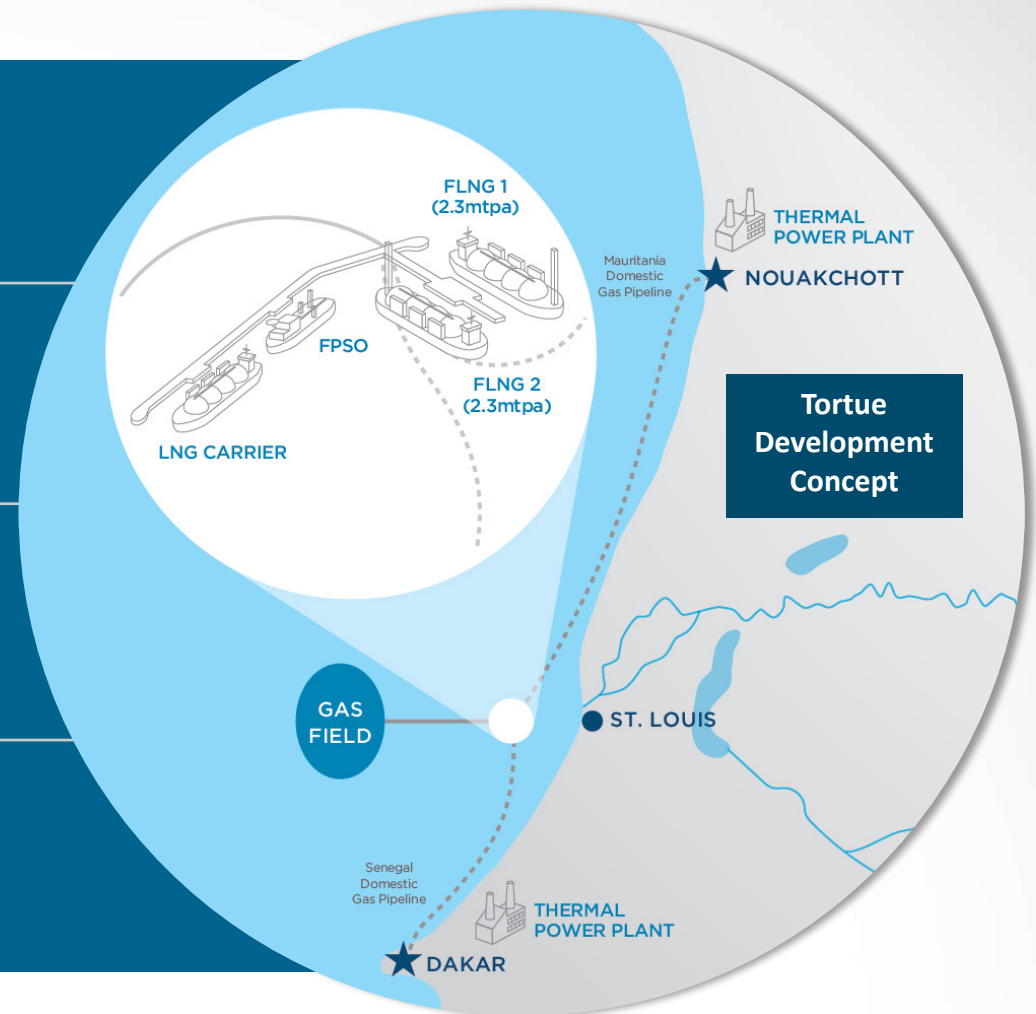 FLNG 1
(2.3mtpa)
FPSO
FLNG 2
(2.3mtpa)
LNG CARRIER
Mauritania
Domestic
Gas Pipeline
THERMAL
POWER PLANT
NOUAKCHOTT
Tortue
Development
Concept
GAS
FIELD
ST. LOUIS
Senegal
Domestic
Gas Pipeline
THERMAL
POWER PLANT
DAKAR